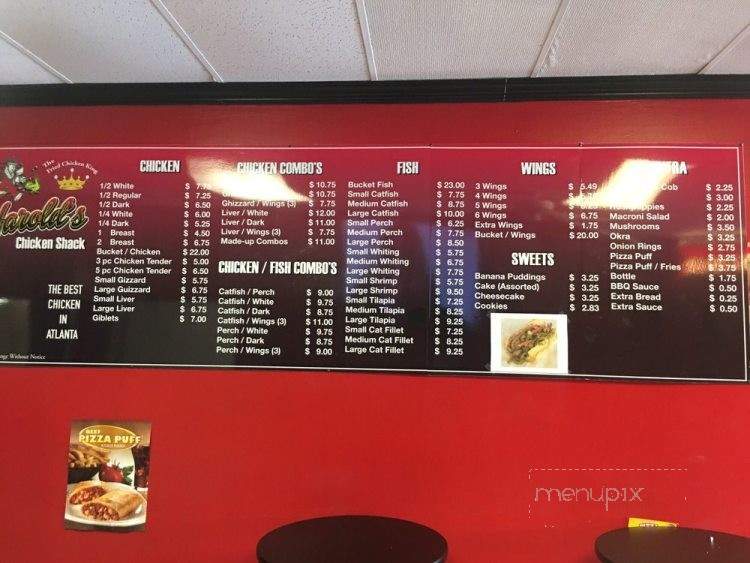 The Fried Chicken King
Harold's
Chicken Shack
THE BEST
CHICKEN
IN
ATLANTA
nge Without Notice
CHICKEN
1/2 White $ 7.75
1/2 Regular $ 7.25
1/2 Dark $ 6.50
1/4 White $ 6.00
1/4 Dark $ 5.25
1 Breast $ 4.50
2 Breast $ 6.75
Bucket / Chicken $ 22.00
3 pc Chicken Tender $ 5.00
5 pc Chicken Tender $ 6.50
Small Gizzard $ 5.75
Large Guizzard $ 6.75
Small Liver $ 5.75
Large Liver $ 6.75
Giblets $ 7.00
CHICKEN COMBO'S
$ 10.75
$ 10.75
Ghizzard / Wings (3) $ 7.75
Liver / White $ 12.00
Liver / Dark $ 11.00
Liver / Wings (3) $ 7.75
Made-up Combos $ 11.00
CHICKEN / FISH COMBO'S
Catfish / Perch $ 9.00
Catfish / White $ 9.75
Catfish / Dark $ 8.75
Catfish / Wings (3) $ 11.00
Perch / White $ 9.75
Perch / Dark $ 8.75
Perch / Wings (3) $ 9.00
FISH
Bucket Fish $ 23.00
Small Catfish $ 7.75
Medium Catfish $ 8.75
Large Catfish $ 10.00
Small Perch $ 6.25
Medium Perch $ 7.75
Large Perch $ 8.50
Small Whiting $ 5.75
Medium Whiting $ 6.75
Large Whiting $ 7.75
Small Shrimp $ 5.75
Large Shrimp $ 9.50
Small Tilapia $ 7.25
Medium Tilapia $ 8.25
Large Tilapia $ 9.25
Small Cat Fillet $ 7.25
Medium Cat Fillet $ 8.25
Large Cat Fillet $ 9.25
WINGS
3 Wings $ 5.49
4 Wings
5 Wings
6 Wings $ 6.75
Extra Wings $ 1.75
Bucket / Wings $ 20.00
SWEETS
Banana Puddings $ 3.25
Cake (Assorted) $ 3.25
Cheesecake $ 3.25
Cookies $ 2.83
Cob $ 2.25
$ 3.00
$ 2.25
Macroni Salad $ 2.00
Mushrooms $ 3.50
Okra $ 3.25
Onion Rings $ 2.75
Pizza Puff $ 3.25
Pizza Puff / Fries $ 3.75
Bottle $ 1.75
BBQ Sauce $ 0.50
Extra Bread $ 0.25
Extra Sauce $ 0.50
BEEF
PIZZA PUFF
menupix